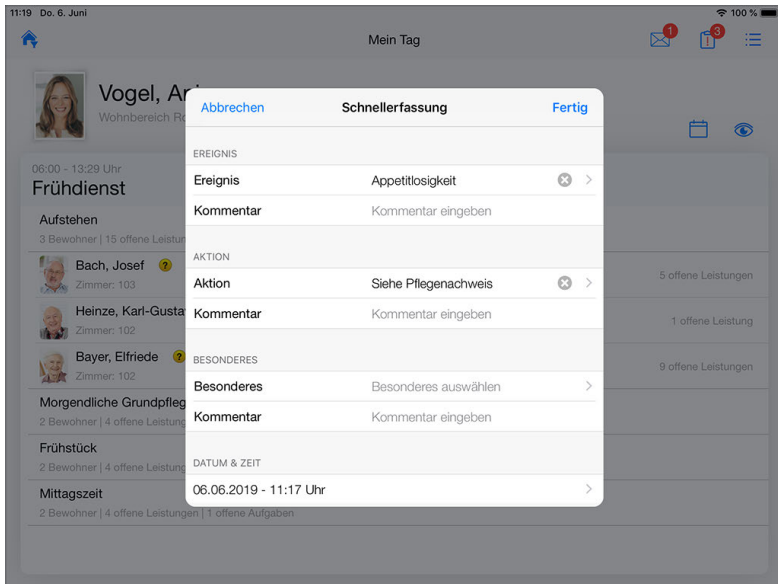 11:19 Do. 6. Juni 100 %
Mein Tag
1
3
Vogel, 
Wohnbereich
Abbrechen Schnellerfassung Fertig
EREIGNIS
Ereignis Appetitlosigkeit
Kommentar Kommentar eingeben
AKTION
Aktion Siehe Pflegenachweis
Kommentar Kommentar eingeben
BESONDERES
Besonderes Besonderes auswählen
Kommentar Kommentar eingeben
DATUM & ZEIT
06.06.2019 - 11:17 Uhr
06:00 - 13:29 Uhr
Frühdienst
Aufstehen
3 Bewohner | 15 offene Leistun
Bach, Josef ?
Zimmer: 103
5 offene Leistungen
Heinze, Karl-Gusta
Zimmer: 102
1 offene Leistung
Bayer, Elfriede ?
Zimmer: 102
9 offene Leistungen
Morgendliche Grundpfleg
2 Bewohner | 4 offene Leistung
Frühstück
2 Bewohner | 4 offene Leistung
Mittagszeit
2 Bewohner | 4 offene Leistungen | 1 offene Aufgaben